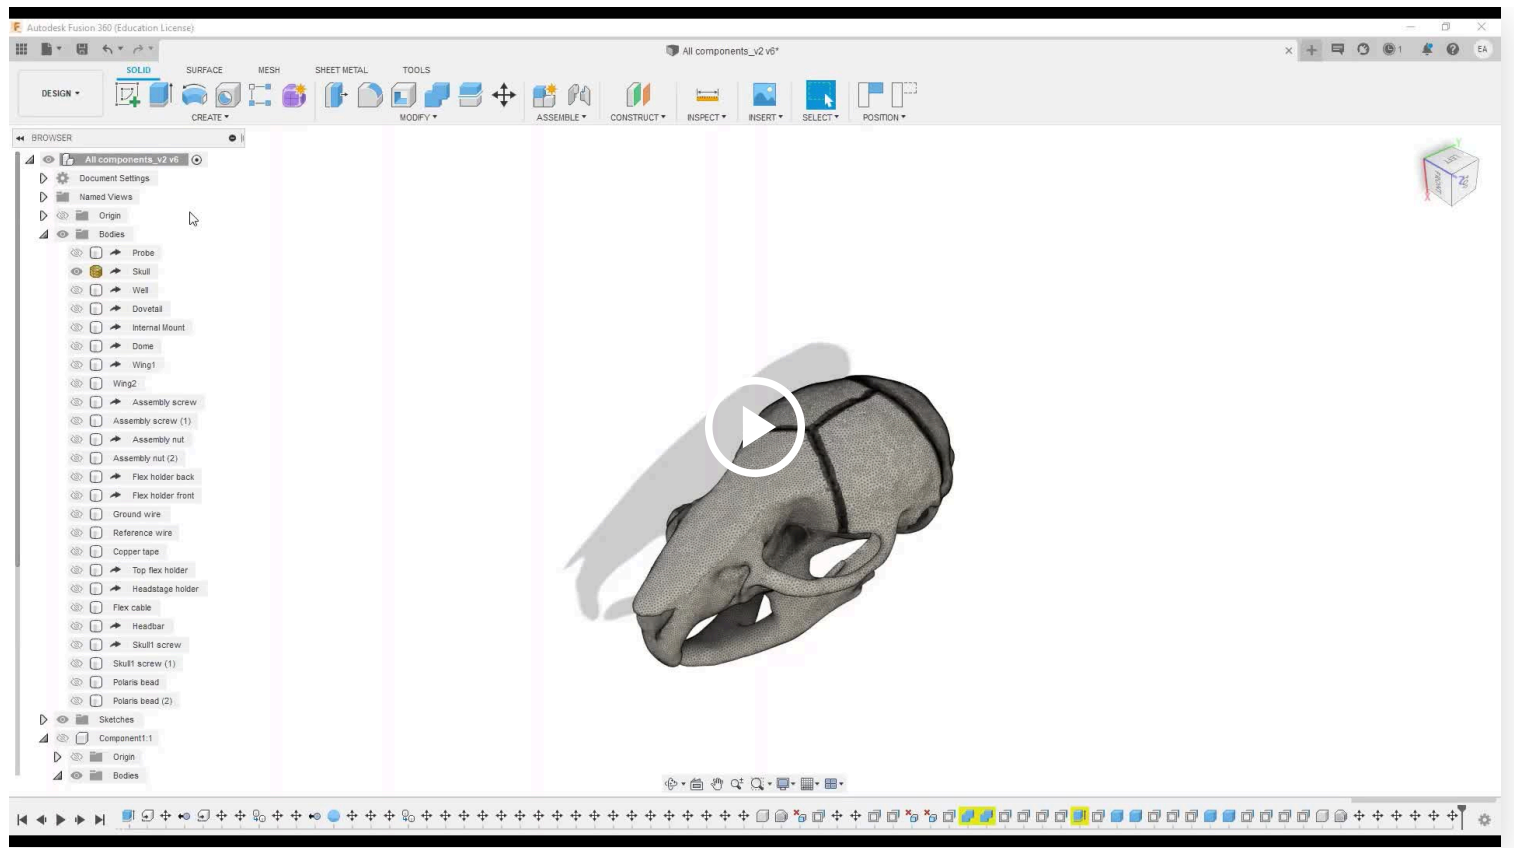 Autodesk Fusion 360 (Education License)
All components_v2 v6*
1
EA
SOLID SURFACE MESH SHEET METAL TOOLS
DESIGN
CREATE MODIFY ASSEMBLE CONSTRUCT INSPECT INSERT SELECT POSITION
BROWSER
All components_v2 v6
Document Settings
Named Views
Origin
Bodies
Probe
Skull
Well
Dovetail
Internal Mount
Dome
Wing1
Wing2
Assembly screw
Assembly screw (1)
Assembly nut
Assembly nut (2)
Flex holder back
Flex holder front
Ground wire
Reference wire
Copper tape
Top flex holder
Headstage holder
Flex cable
Headbar
Skull1 screw
Skull1 screw (1)
Polaris bead
Polaris bead (2)
Sketches
Component1:1
Origin
Bodies
Y
LEFT
FRONT
Z
X